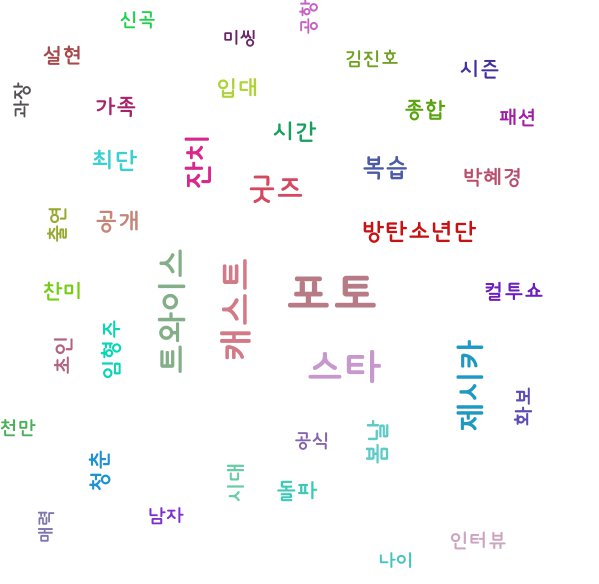 신곡
공항
미씽
설현
김진호
시즌
입대
과장
가족
종합
패션
시간
최단
잔치
복습
박혜경
굿즈
출연
공개
방탄소년단
트와이스
캐스트
찬미
포토
컬투쇼
초인
임형주
스타
제시카
화보
천만
공식
봄날
청춘
시대
돌파
매력
남자
인터뷰
나이